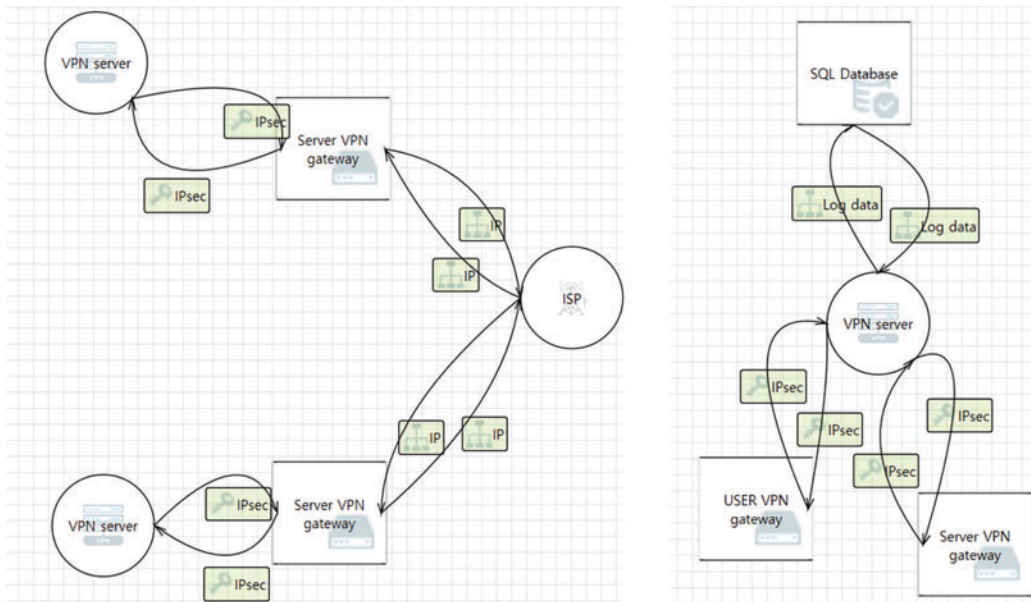 VPN server
IPsec
IPsec
Server VPN
gateway
IP
IP
ISP
IP
IP
VPN server
IPsec
IPsec
Server VPN
gateway
SQL Database
Log data
Log data
VPN server
IPsec
IPsec
IPsec
IPsec
USER VPN
gateway
Server VPN
gateway